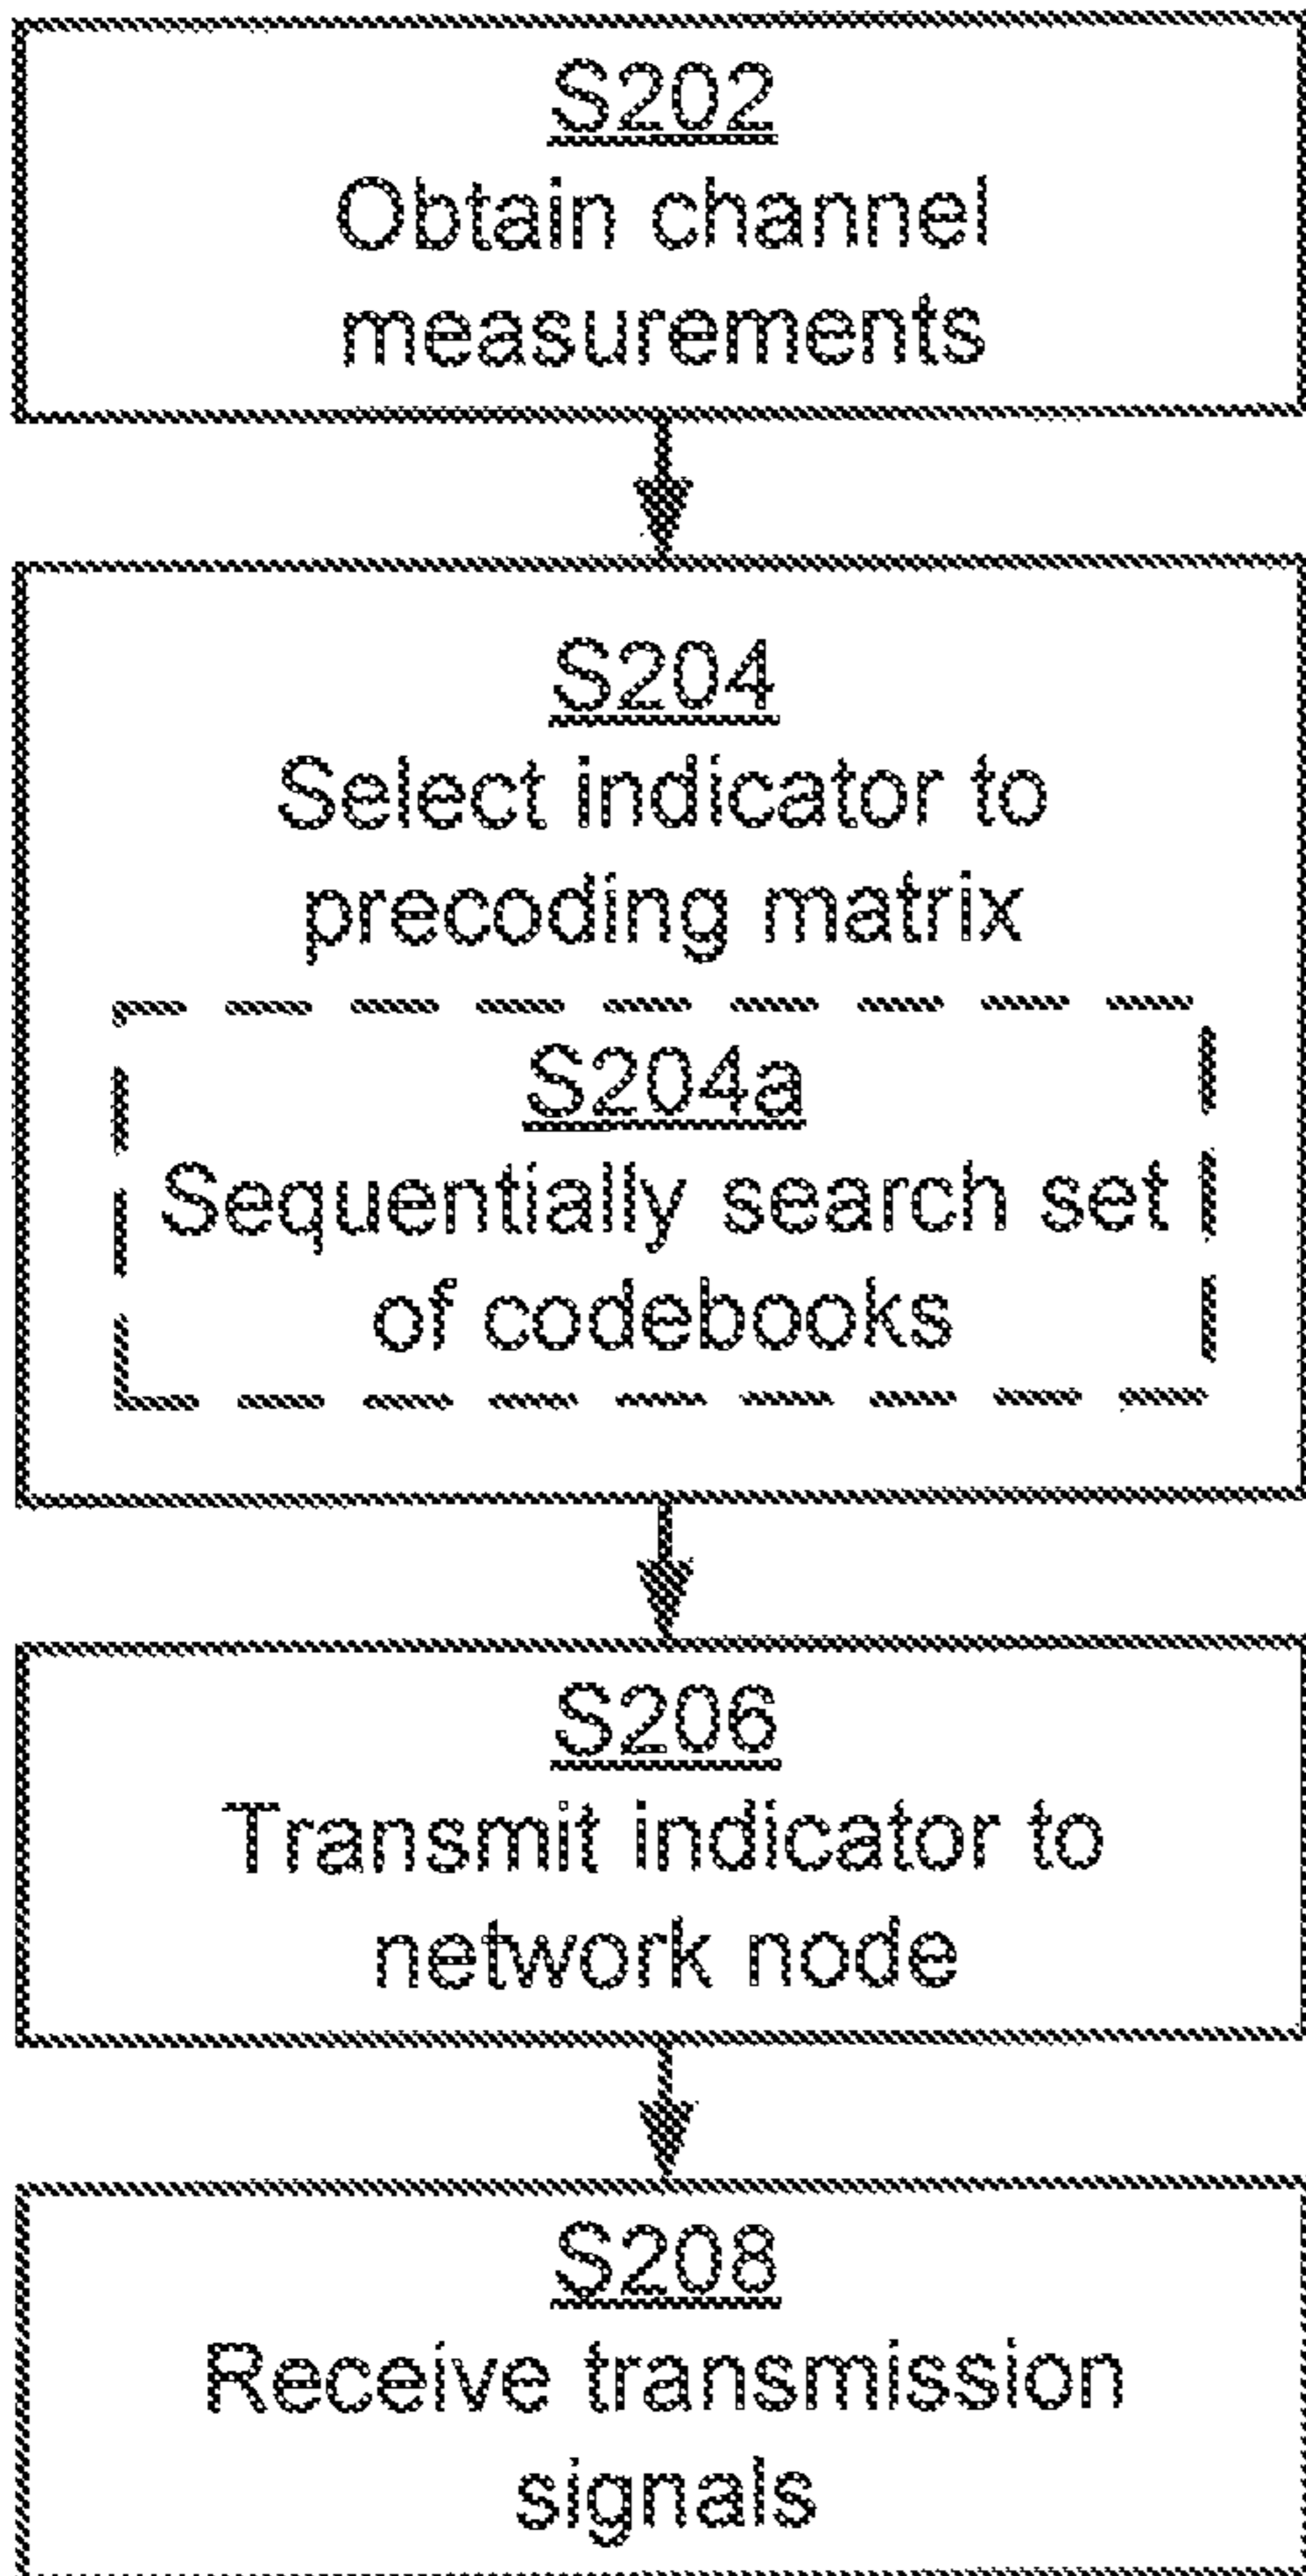 S202
Obtain channel
measurements
S204
Select indicator to
precoding matrix
S204a
Sequentially search set
of codebooks
S206
Transmit indicator to
network node
S208
Receive transmission
signals